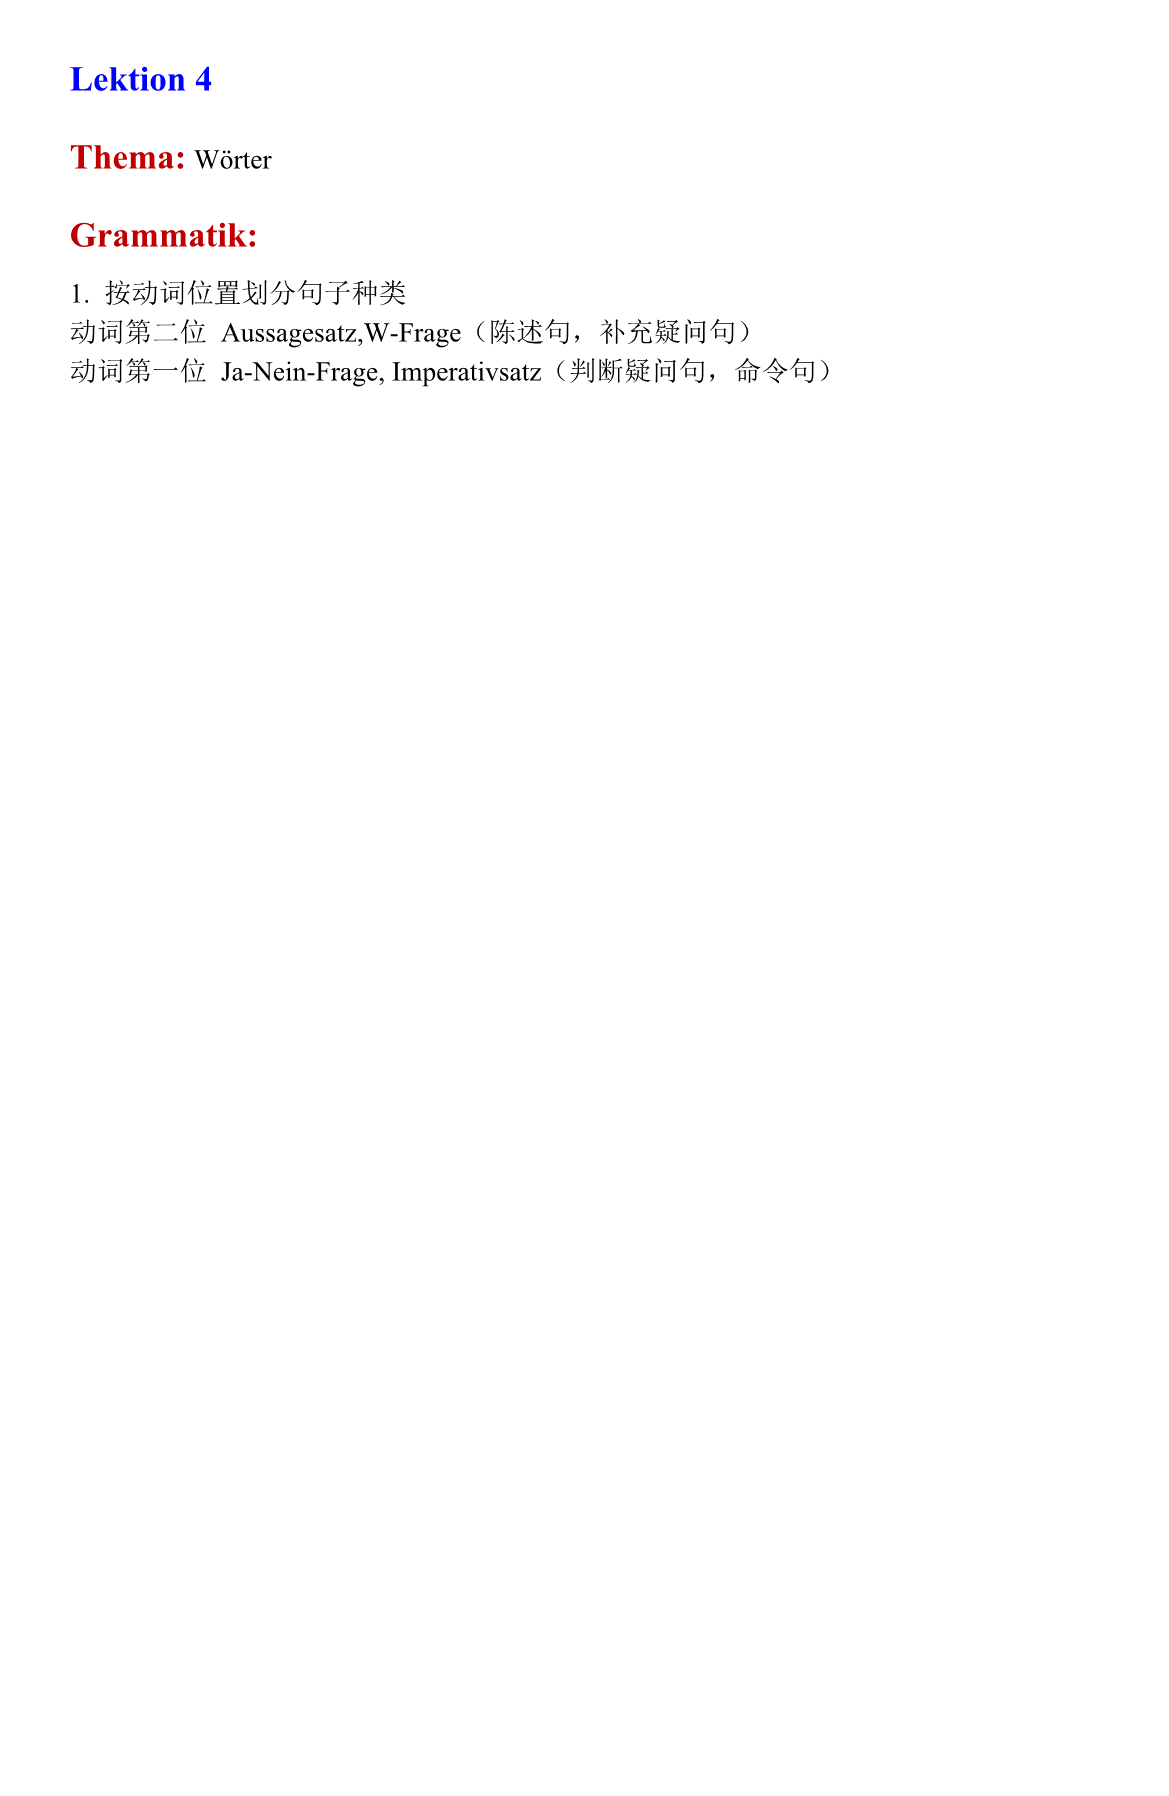 Lektion 4
Thema: Wörter
Grammatik:
1. 按动词位置划分句子种类
动词第二位 Aussagesatz,W-Frage（陈述句，补充疑问句）
动词第一位 Ja-Nein-Frage, Imperativsatz（判断疑问句，命令句）